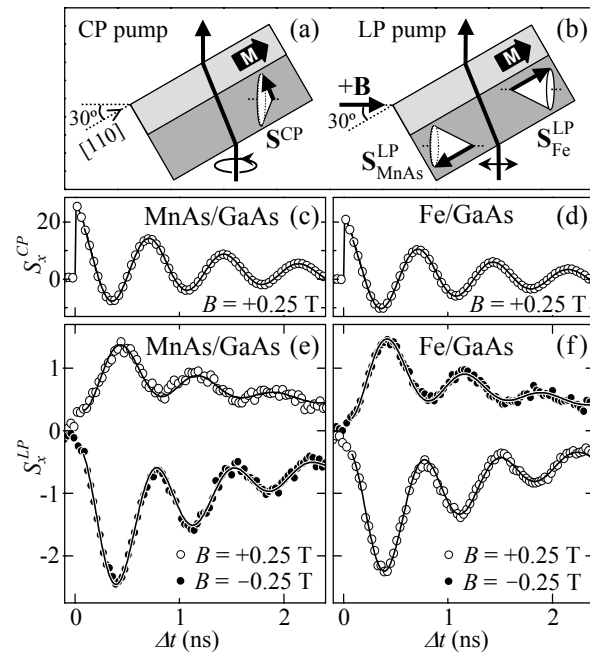 CP pump (a)
M
30º
[110]
S^CP
LP pump (b)
M
+B
30º
S^LP_MnAs
S^LP_Fe
MnAs/GaAs (c)
20
0
S_x^CP
B = +0.25 T
Fe/GaAs (d)
B = +0.25 T
MnAs/GaAs (e)
1
0
-1
-2
S_x^LP
B = +0.25 T
B = −0.25 T
0 1 2
Δt (ns)
Fe/GaAs (f)
B = +0.25 T
B = −0.25 T
0 1 2
Δt (ns)